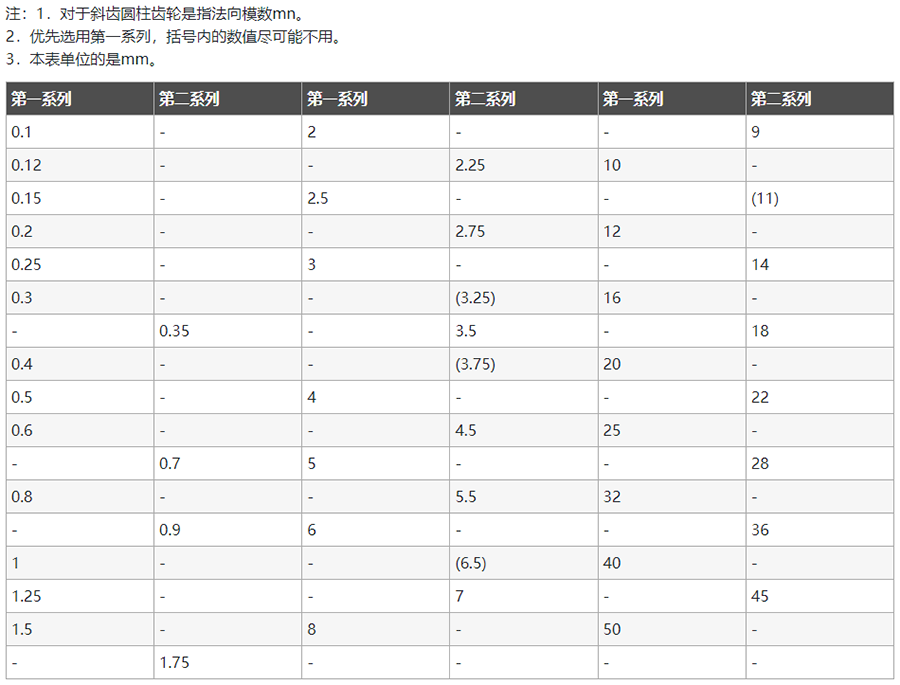 注：1．对于斜齿圆柱齿轮是指法向模数mn。
2．优先选用第一系列，括号内的数值尽可能不用。
3．本表单位的是mm。
第一系列 第二系列 第一系列 第二系列 第一系列 第二系列
0.1 - 2 - - 9
0.12 - - 2.25 10 -
0.15 - 2.5 - - (11)
0.2 - - 2.75 12 -
0.25 - 3 - - 14
0.3 - - (3.25) 16 -
- 0.35 - 3.5 - 18
0.4 - - (3.75) 20 -
0.5 - 4 - - 22
0.6 - - 4.5 25 -
- 0.7 5 - - 28
0.8 - - 5.5 32 -
- 0.9 6 - - 36
1 - - (6.5) 40 -
1.25 - - 7 - 45
1.5 - 8 - 50 -
- 1.75 - - - -